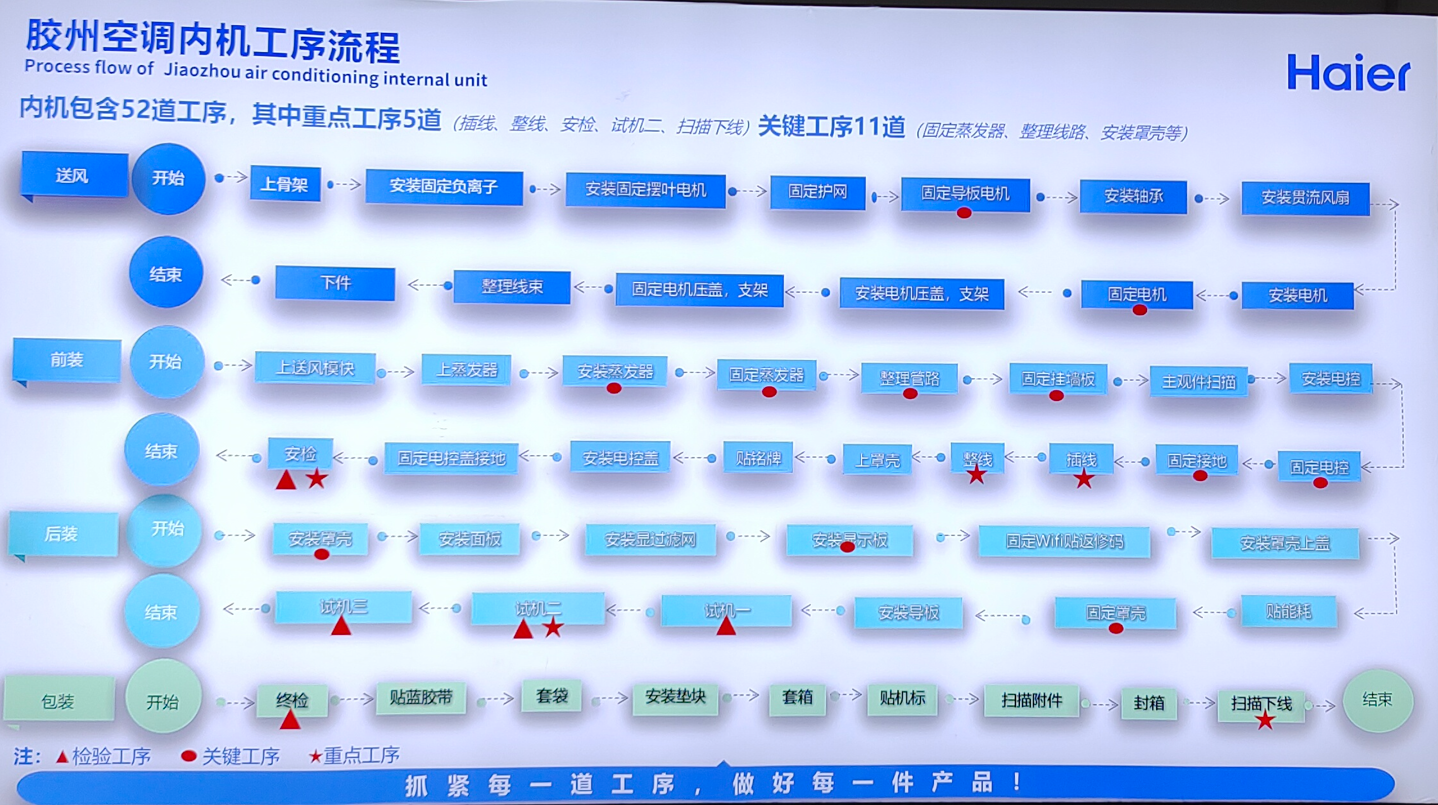 胶州空调内机工序流程
Haier
Process flow of Jiaozhou air conditioning internal unit
内机包含52道工序，其中重点工序5道（插线、整线、安检、试机二、扫描下线）关键工序11道（固定蒸发器、整理线路、安装罩壳等）
送风 开始 上骨架 安装固定负离子 安装固定摆叶电机 固定护网 固定导板电机 安装轴承 安装贯流风扇
结束 下件 整理线束 固定电机压盖，支架 安装电机压盖，支架 固定电机 安装电机
前装 开始 上送风模快 上蒸发器 安装蒸发器 固定蒸发器 整理管路 固定挂墙板 主观件扫描 安装电控
结束 安检 固定电控盖接地 安装电控盖 贴铭牌 上罩壳 整线 插线 固定接地 固定电控
后装 开始 安装罩壳 安装面板 安装显过滤网 安装显示板 固定Wifi贴返修码 安装罩壳上盖
结束 试机三 试机二 试机一 安装导板 固定罩壳 贴能耗
包装 开始 终检 贴蓝胶带 套袋 安装垫块 套箱 贴机标 扫描附件 封箱 扫描下线 结束
注：▲检验工序 ●关键工序 ★重点工序
抓紧每一道工序，做好每一件产品！